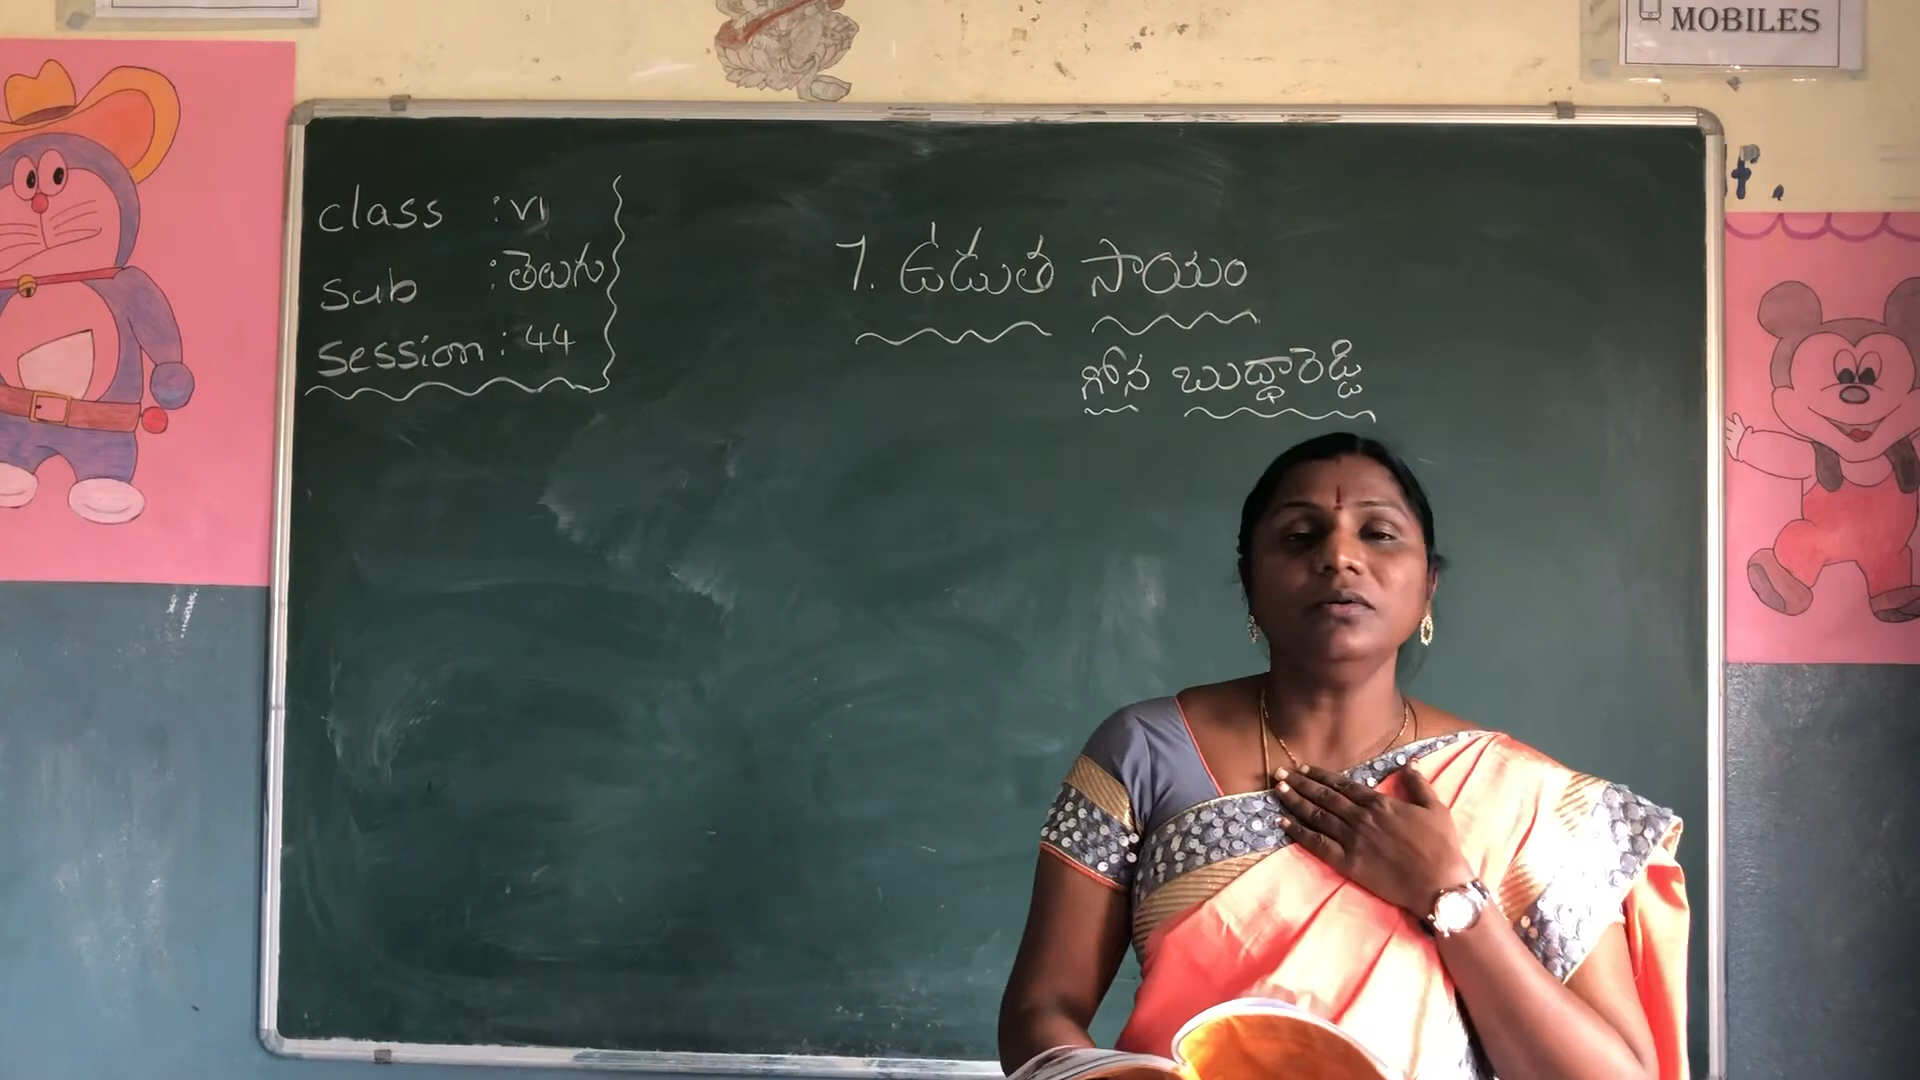 MOBILES
class : VI
sub : తెలుగు
session : 44
7. ఉడుత సాయం
గోన బుద్ధారెడ్డి
f.